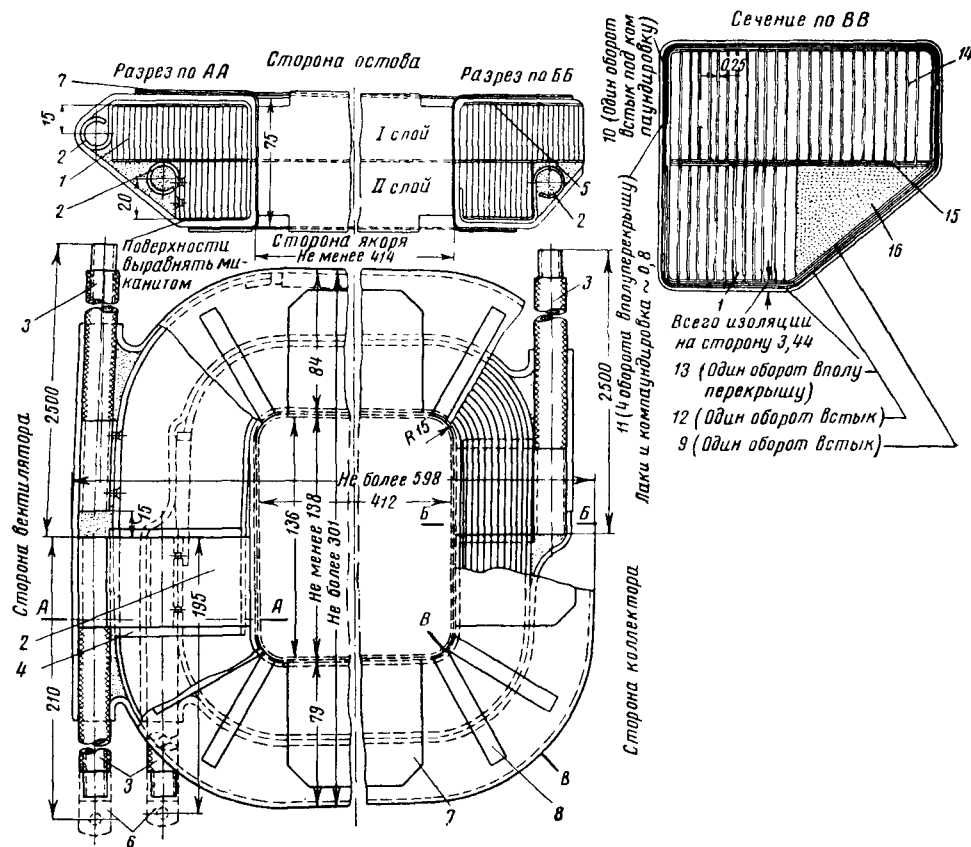 Сторона остова
7
Разрез по АА
Разрез по ББ
15
2
1
2
20
75
I слой
II слой
5
2
Поверхности
выравнять ми-
канитом
Сторона якоря
Не менее 414
3
3
2500
2500
84
R 15
Не более 598
412
136
Не менее 138
Не более 301
15
Б
Б
А
А
195
2
4
210
В
В
79
3
6
7
8
Сторона вентилятора
Сторона коллектора
Сечение по ВВ
0,25
14
10 (Один оборот
встык под ком
паундировку)
15
16
1
11 (4 оборота вполуперекрышу)
Лаки и компаундировка ~ 0,8
Всего изоляции
на сторону 3,44
13 (Один оборот вполу
перекрышу)
12 (Один оборот встык)
9 (Один оборот встык)